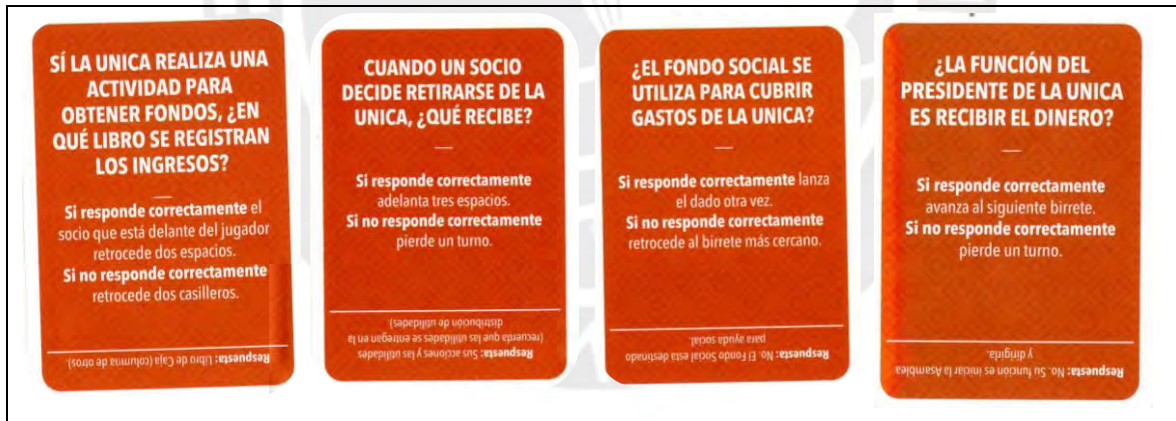 SÍ LA UNICA REALIZA UNA
ACTIVIDAD PARA
OBTENER FONDOS, ¿EN
QUÉ LIBRO SE REGISTRAN
LOS INGRESOS?
Si responde correctamente el
socio que está delante del jugador
retrocede dos espacios.
Si no responde correctamente
retrocede dos casilleros.
Respuesta: Libro de Caja (columna de otros).
CUANDO UN SOCIO
DECIDE RETIRARSE DE LA
UNICA, ¿QUÉ RECIBE?
Si responde correctamente
adelanta tres espacios.
Si no responde correctamente
pierde un turno.
Respuesta: Sus acciones y las utilidades
(recuerda que las utilidades se entregan en la
distribución de utilidades).
¿EL FONDO SOCIAL SE
UTILIZA PARA CUBRIR
GASTOS DE LA UNICA?
Si responde correctamente lanza
el dado otra vez.
Si no responde correctamente
retrocede al birrete más cercano.
Respuesta: No. El Fondo Social esta destinado
para ayuda social.
¿LA FUNCIÓN DEL
PRESIDENTE DE LA UNICA
ES RECIBIR EL DINERO?
Si responde correctamente
avanza al siguiente birrete.
Si no responde correctamente
pierde un turno.
Respuesta: No. Su función es iniciar la Asamblea
y dirigirla.